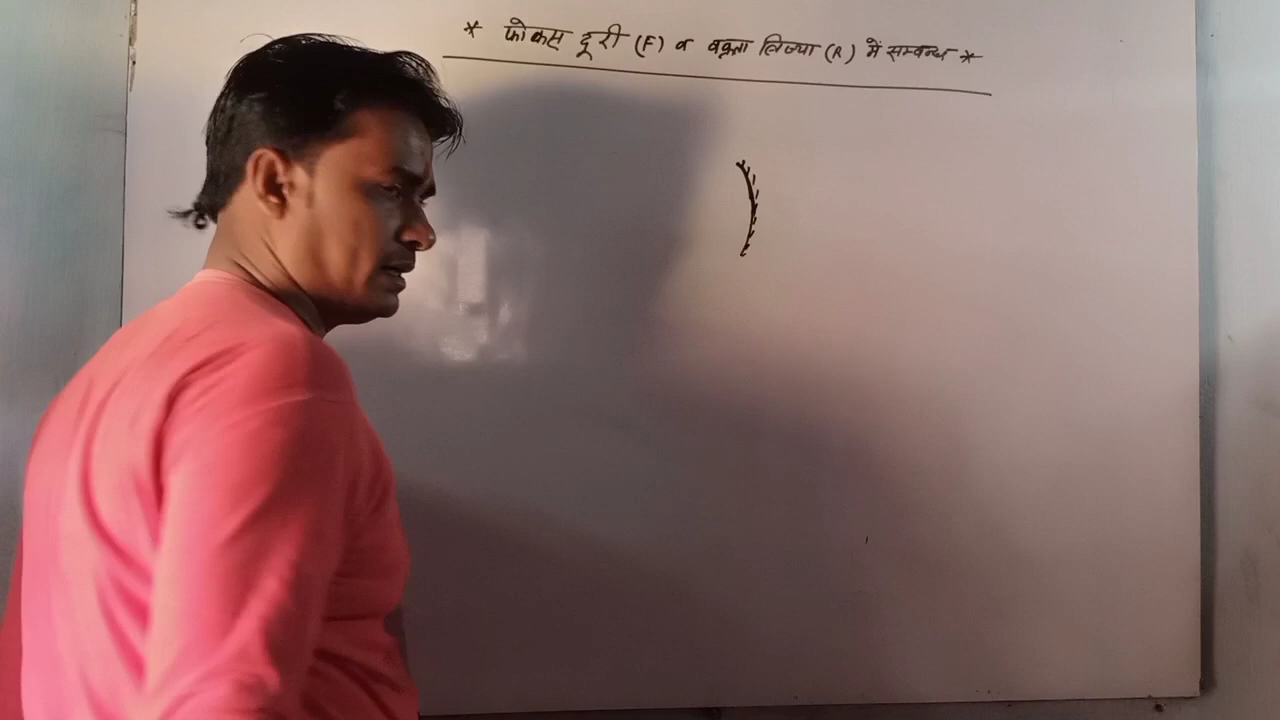 * फोकस दूरी (F) व वक्रता त्रिज्या (R) में सम्बन्ध *